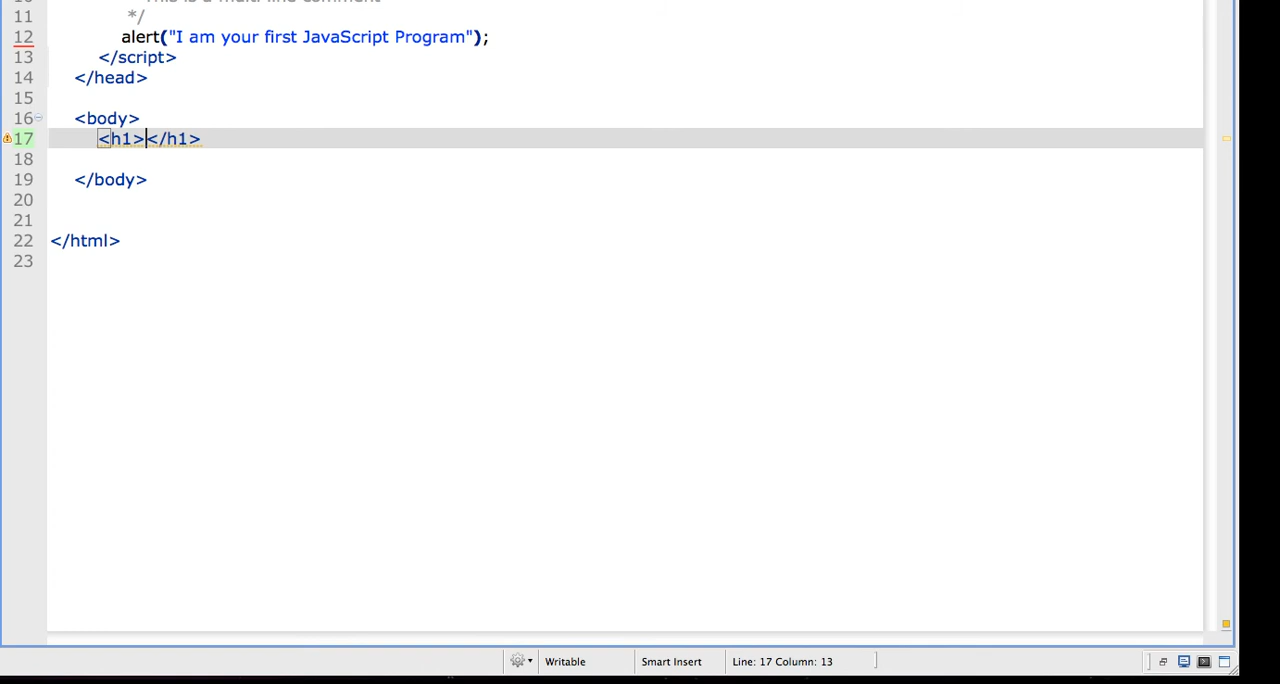 11 */
12 alert("I am your first JavaScript Program");
13 </script>
14 </head>
15
16 <body>
17 <h1></h1>
18
19 </body>
20
21
22 </html>
23
Writable Smart Insert Line: 17 Column: 13